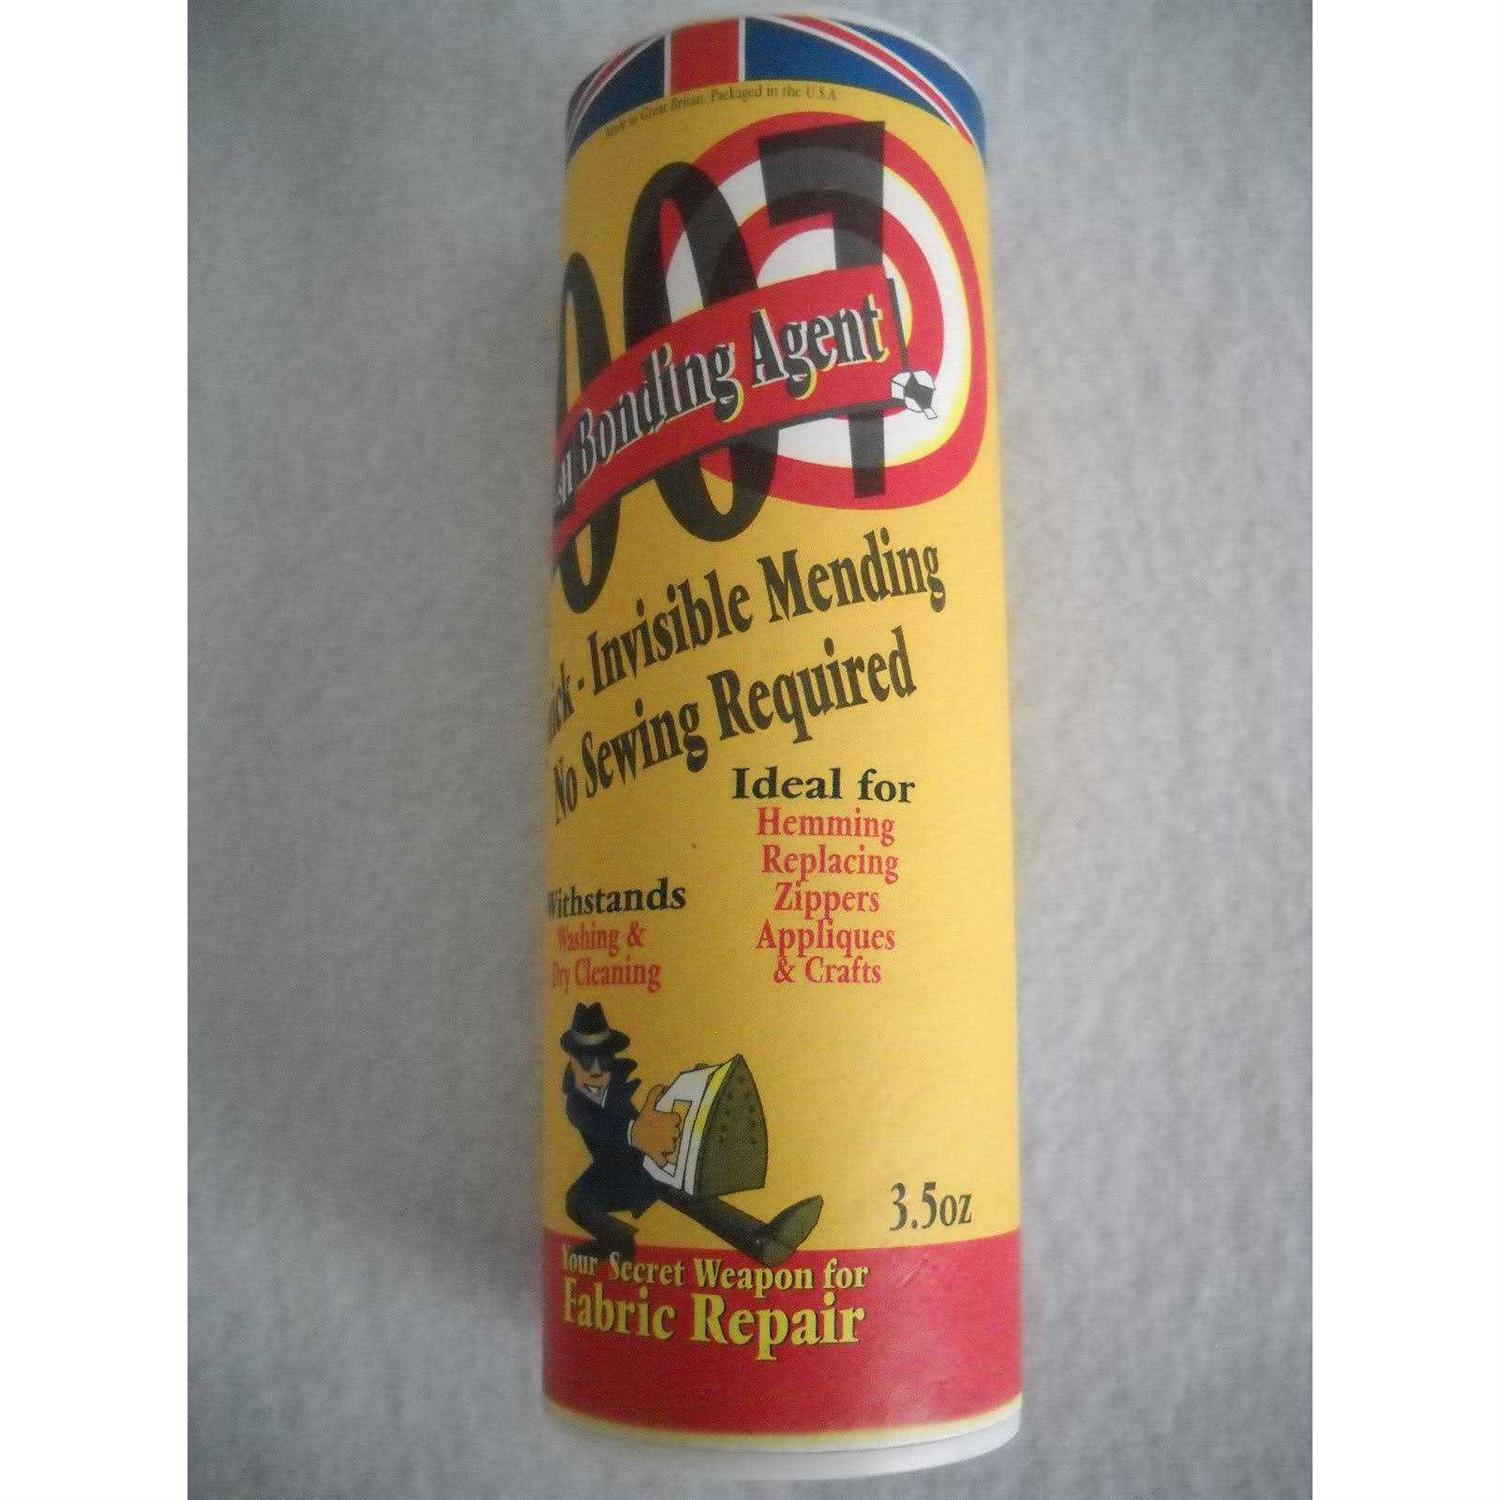 Made in Great Britain. Packaged in the U.S.A
007
Bonding Agent
Invisible Mending
No Sewing Required
Ideal for
Hemming
Replacing
Zippers
Appliques
& Crafts
Withstands
Washing &
Dry Cleaning
3.5oz
Your Secret Weapon for
Fabric Repair